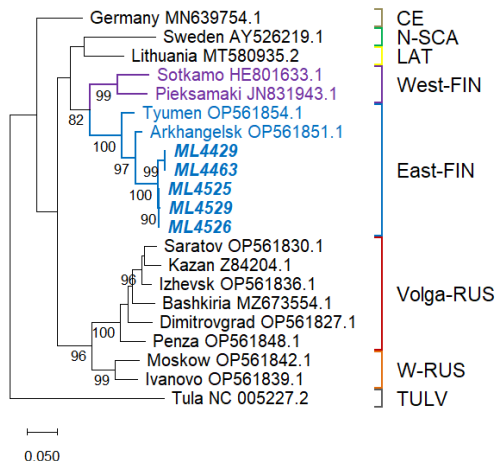 Germany MN639754.1
CE
Sweden AY526219.1
N-SCA
Lithuania MT580935.2
LAT
Sotkamo HE801633.1
99
West-FIN
Pieksamaki JN831943.1
82
Tyumen OP561854.1
100
Arkhangelsk OP561851.1
97
ML4429
99
ML4463
East-FIN
100
ML4525
ML4529
90
ML4526
Saratov OP561830.1
Kazan Z84204.1
96
Izhevsk OP561836.1
Volga-RUS
Bashkiria MZ673554.1
Dimitrovgrad OP561827.1
100
Penza OP561848.1
96
Moskow OP561842.1
W-RUS
99
Ivanovo OP561839.1
Tula NC 005227.2
TULV
0.050